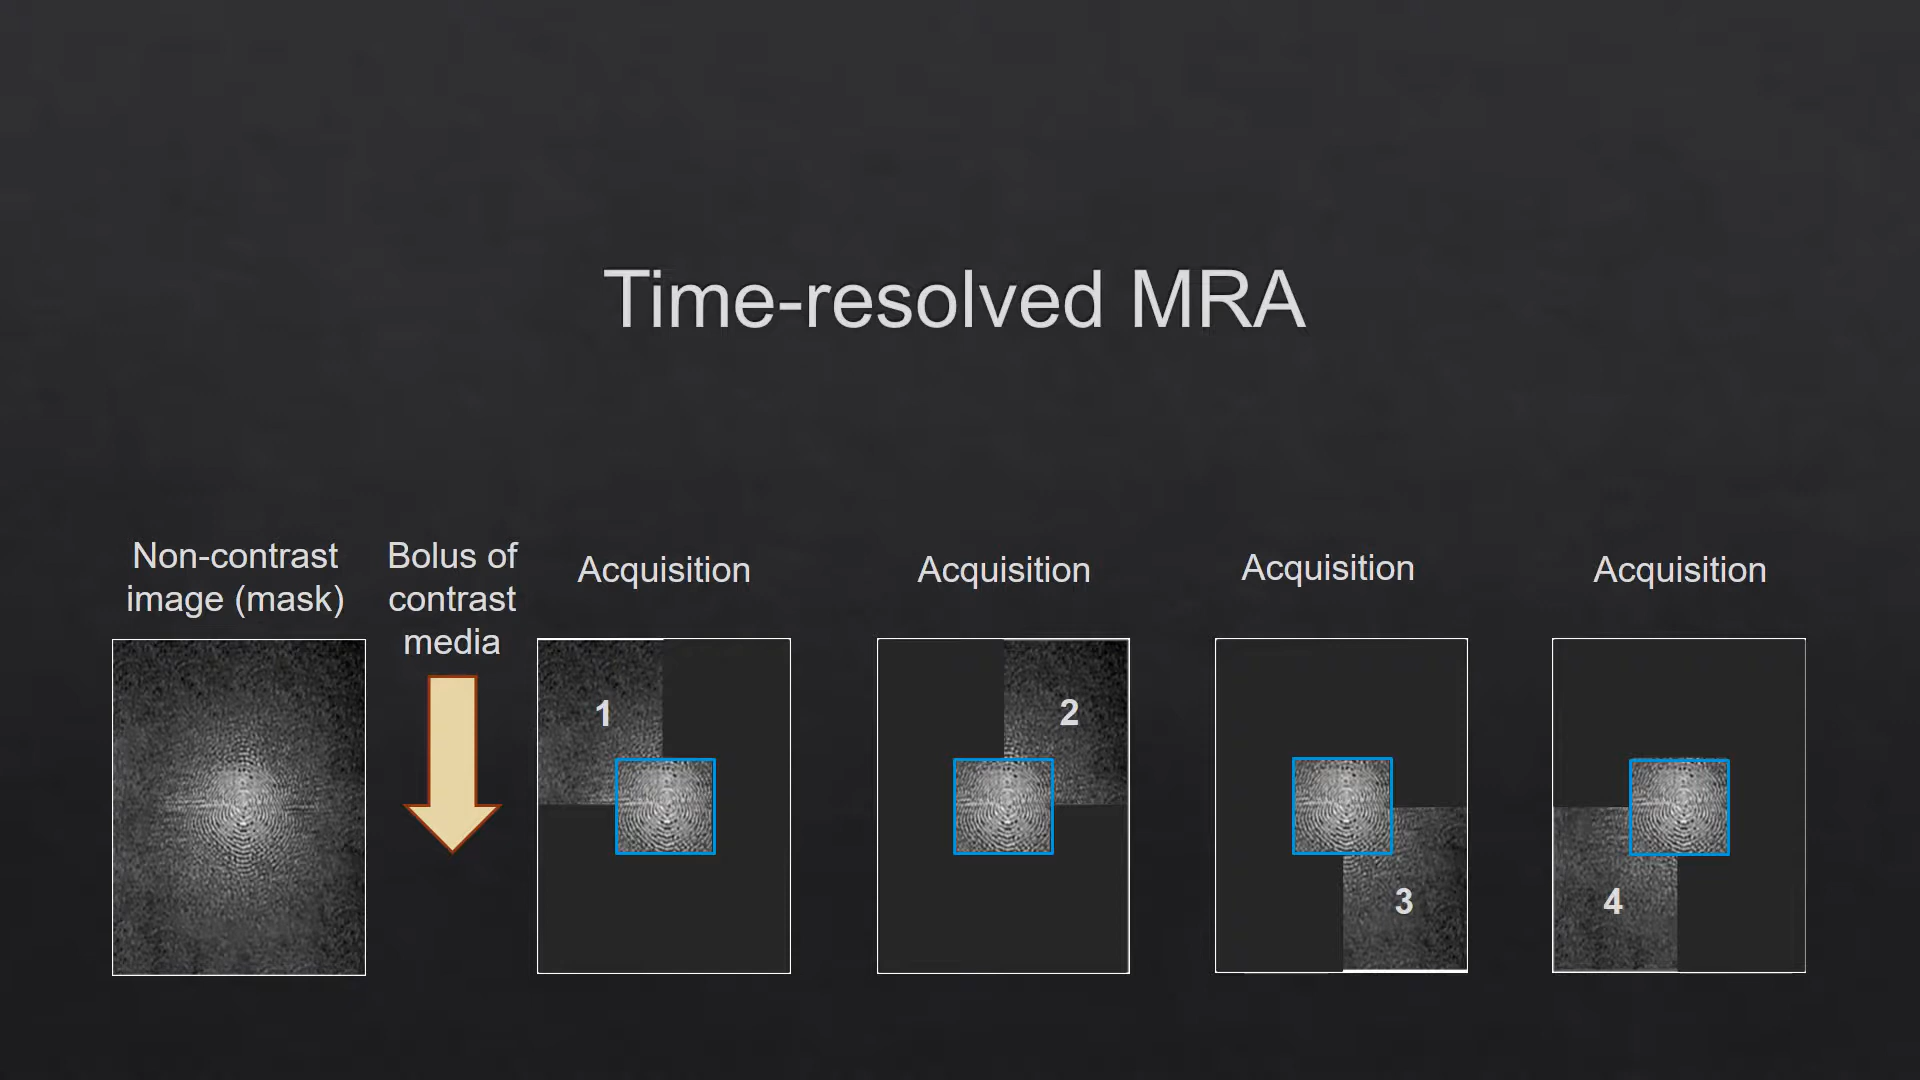 Time-resolved MRA
Non-contrast
image (mask)
Bolus of
contrast
media
Acquisition
Acquisition
Acquisition
Acquisition
1
2
3
4